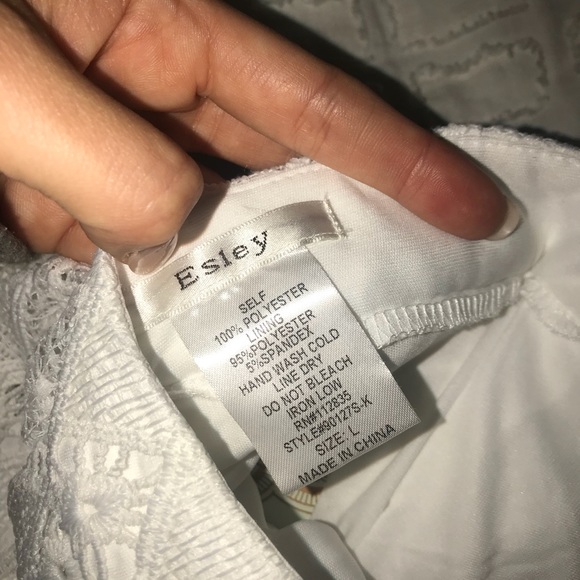 Esley
SELF
100% POLYESTER
LINING
95%POLYESTER
5%SPANDEX
HAND WASH COLD
LINE DRY
DO NOT BLEACH
IRON LOW
RN#112835
STYLE#90127S-K
SIZE: L
MADE IN CHINA